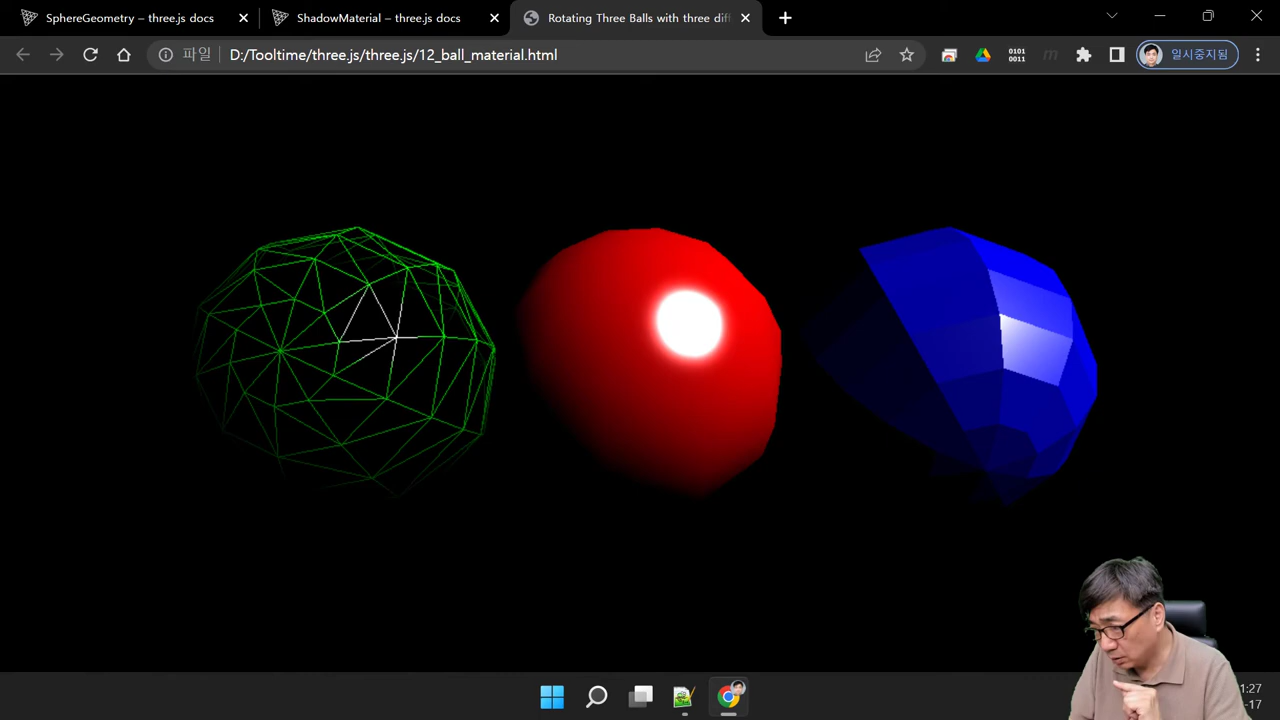 SphereGeometry – three.js docs
ShadowMaterial – three.js docs
Rotating Three Balls with three dif
파일
D:/Tooltime/three.js/three.js/12_ball_material.html
0101
0011
m
일시중지됨
1:27
-17